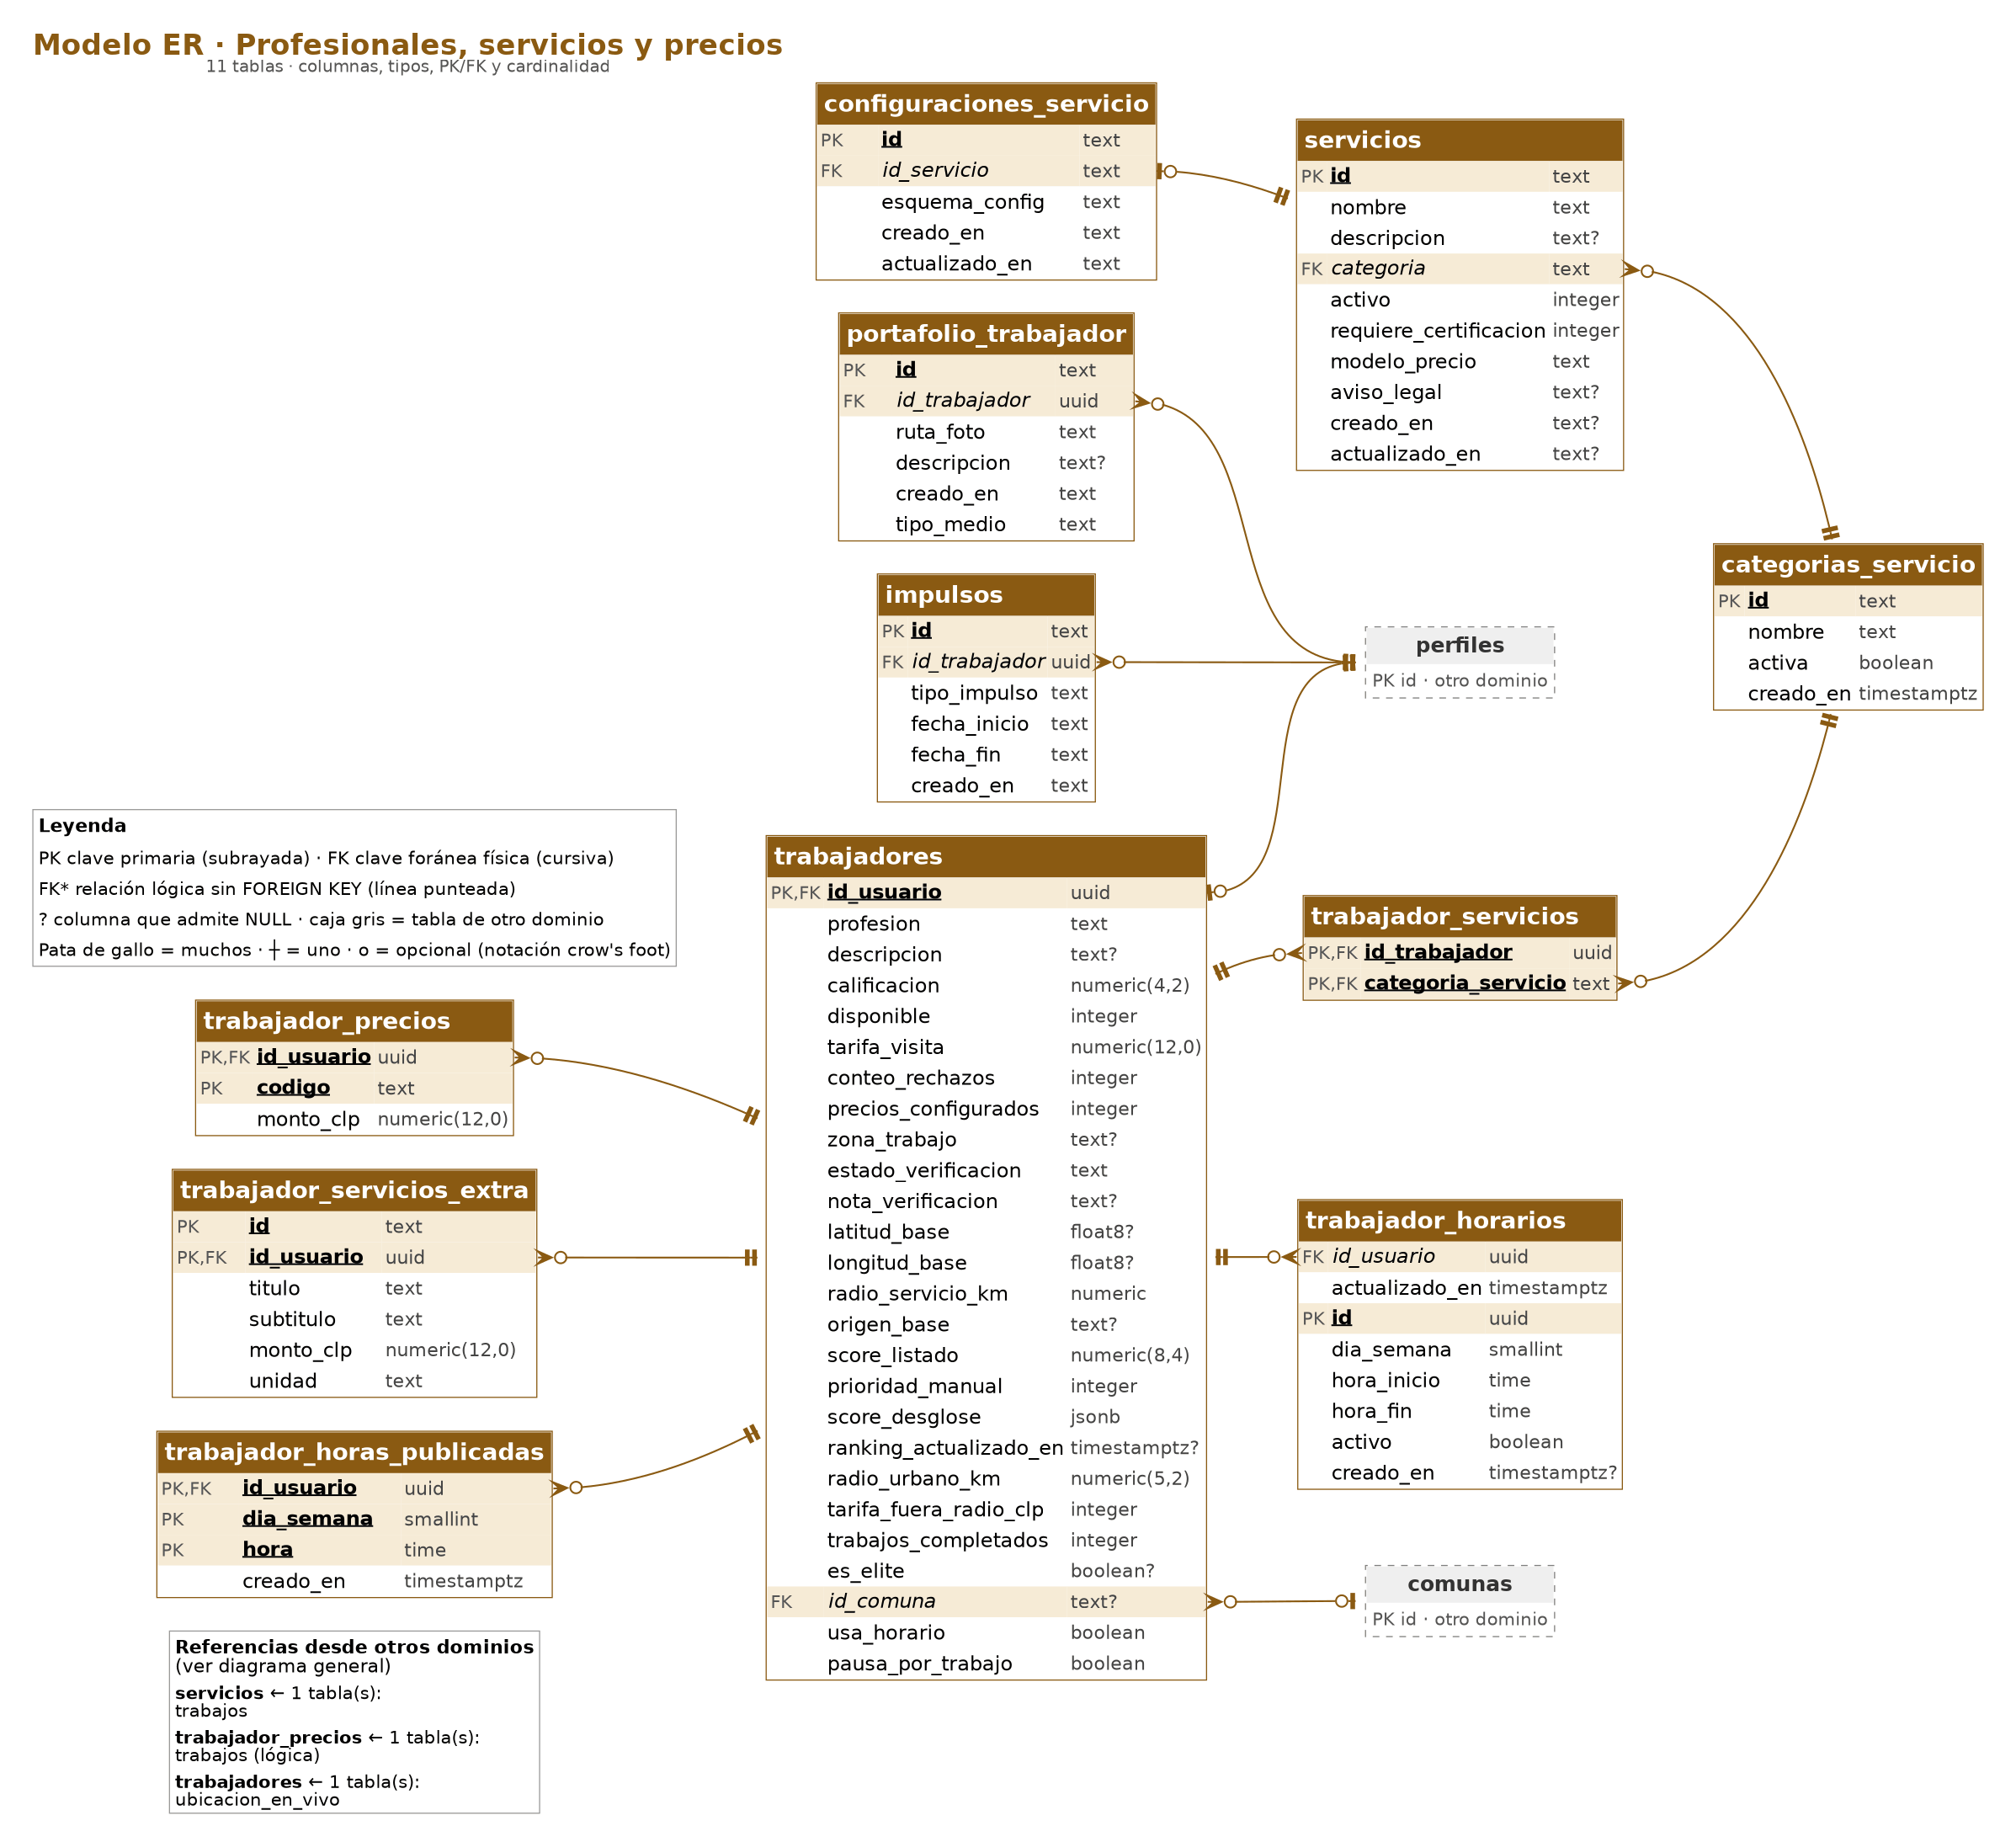 Modelo ER · Profesionales, servicios y precios
11 tablas · columnas, tipos, PK/FK y cardinalidad
configuraciones_servicio
PK id text
FK id_servicio text
esquema_config text
creado_en text
actualizado_en text
servicios
PK id text
nombre text
descripcion text?
FK categoria text
activo integer
requiere_certificacion integer
modelo_precio text
aviso_legal text?
creado_en text?
actualizado_en text?
portafolio_trabajador
PK id text
FK id_trabajador uuid
ruta_foto text
descripcion text?
creado_en text
tipo_medio text
categorias_servicio
PK id text
nombre text
activa boolean
creado_en timestamptz
impulsos
PK id text
FK id_trabajador uuid
tipo_impulso text
fecha_inicio text
fecha_fin text
creado_en text
perfiles
PK id · otro dominio
Leyenda
PK clave primaria (subrayada) · FK clave foránea física (cursiva)
FK* relación lógica sin FOREIGN KEY (línea punteada)
? columna que admite NULL · caja gris = tabla de otro dominio
Pata de gallo = muchos · ┼ = uno · o = opcional (notación crow's foot)
trabajadores
PK,FK id_usuario uuid
profesion text
descripcion text?
calificacion numeric(4,2)
disponible integer
tarifa_visita numeric(12,0)
conteo_rechazos integer
precios_configurados integer
zona_trabajo text?
estado_verificacion text
nota_verificacion text?
latitud_base float8?
longitud_base float8?
radio_servicio_km numeric
origen_base text?
score_listado numeric(8,4)
prioridad_manual integer
score_desglose jsonb
ranking_actualizado_en timestamptz?
radio_urbano_km numeric(5,2)
tarifa_fuera_radio_clp integer
trabajos_completados integer
es_elite boolean?
FK id_comuna text?
usa_horario boolean
pausa_por_trabajo boolean
trabajador_servicios
PK,FK id_trabajador uuid
PK,FK categoria_servicio text
trabajador_precios
PK,FK id_usuario uuid
PK codigo text
monto_clp numeric(12,0)
trabajador_servicios_extra
PK id text
PK,FK id_usuario uuid
titulo text
subtitulo text
monto_clp numeric(12,0)
unidad text
trabajador_horarios
FK id_usuario uuid
actualizado_en timestamptz
PK id uuid
dia_semana smallint
hora_inicio time
hora_fin time
activo boolean
creado_en timestamptz?
trabajador_horas_publicadas
PK,FK id_usuario uuid
PK dia_semana smallint
PK hora time
creado_en timestamptz
comunas
PK id · otro dominio
Referencias desde otros dominios
(ver diagrama general)
servicios ← 1 tabla(s):
trabajos
trabajador_precios ← 1 tabla(s):
trabajos (lógica)
trabajadores ← 1 tabla(s):
ubicacion_en_vivo